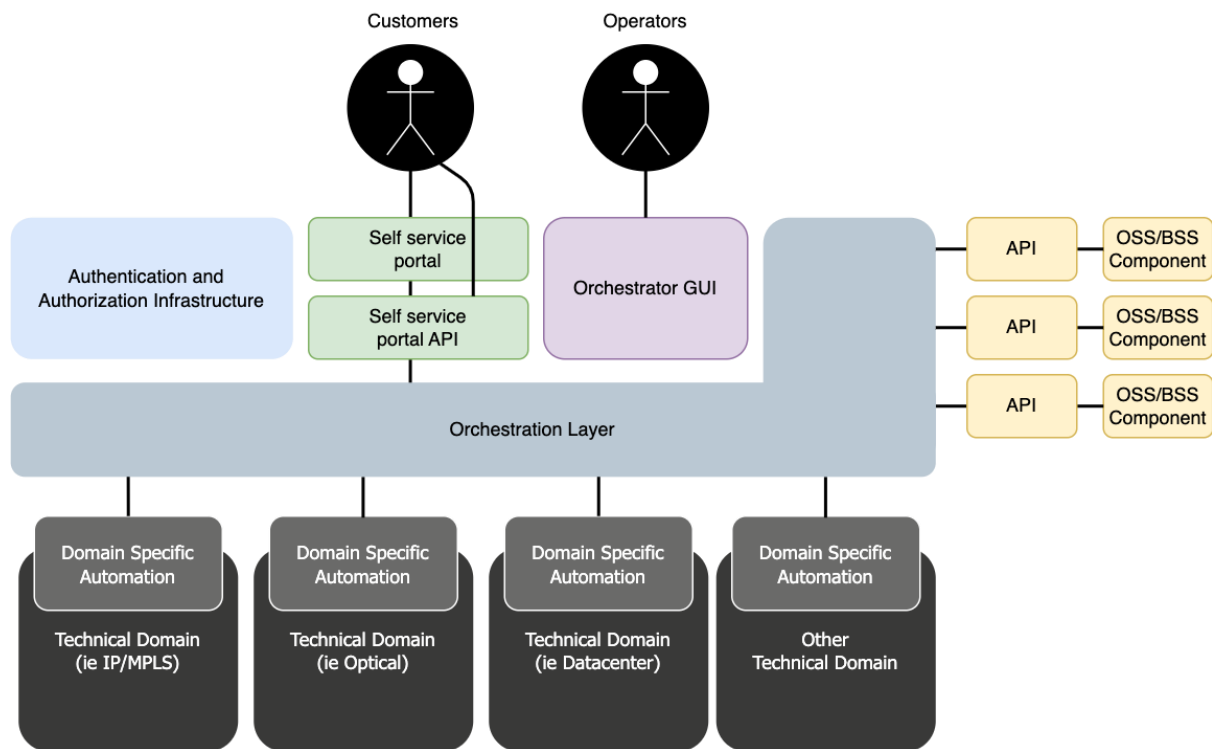 Customers
Operators
Authentication and
Authorization Infrastructure
Self service
portal
Self service
portal API
Orchestrator GUI
API
OSS/BSS
Component
API
OSS/BSS
Component
API
OSS/BSS
Component
Orchestration Layer
Domain Specific
Automation
Technical Domain
(ie IP/MPLS)
Domain Specific
Automation
Technical Domain
(ie Optical)
Domain Specific
Automation
Technical Domain
(ie Datacenter)
Domain Specific
Automation
Other
Technical Domain